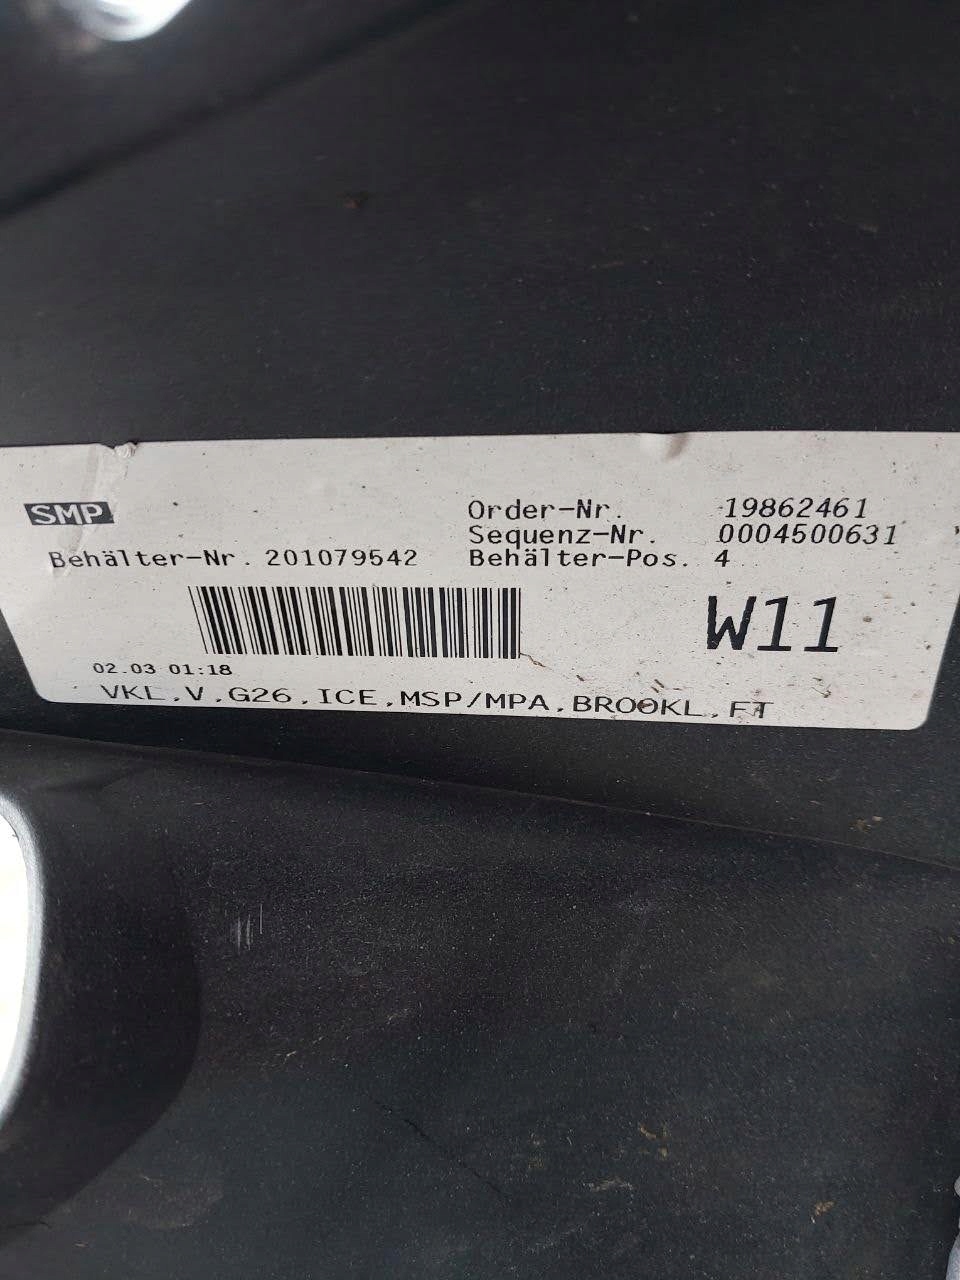 SMP
Order-Nr. 19862461
Sequenz-Nr. 0004500631
Behälter-Nr. 201079542 Behälter-Pos. 4
W11
02.03 01:18
VKL,V,G26,ICE,MSP/MPA,BROOKL,FT